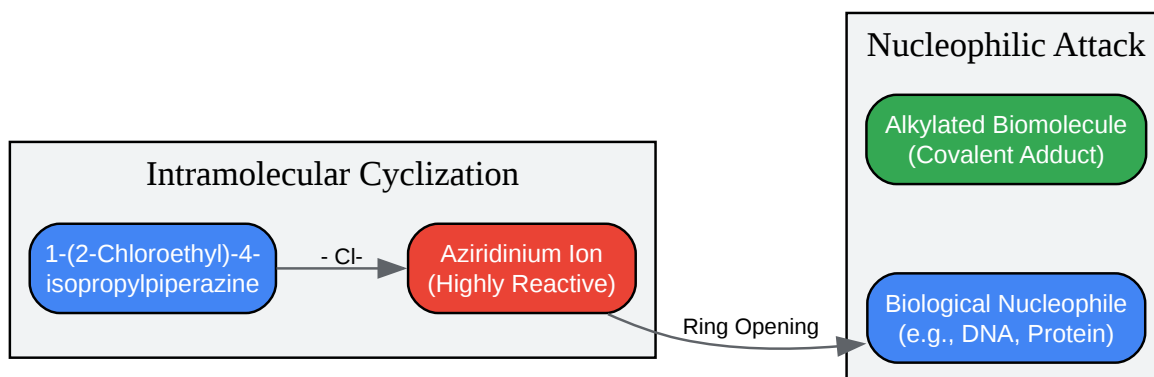 Intramolecular Cyclization
1-(2-Chloroethyl)-4-
isopropylpiperazine
- Cl-
Aziridinium Ion
(Highly Reactive)
Ring Opening
Nucleophilic Attack
Alkylated Biomolecule
(Covalent Adduct)
Biological Nucleophile
(e.g., DNA, Protein)